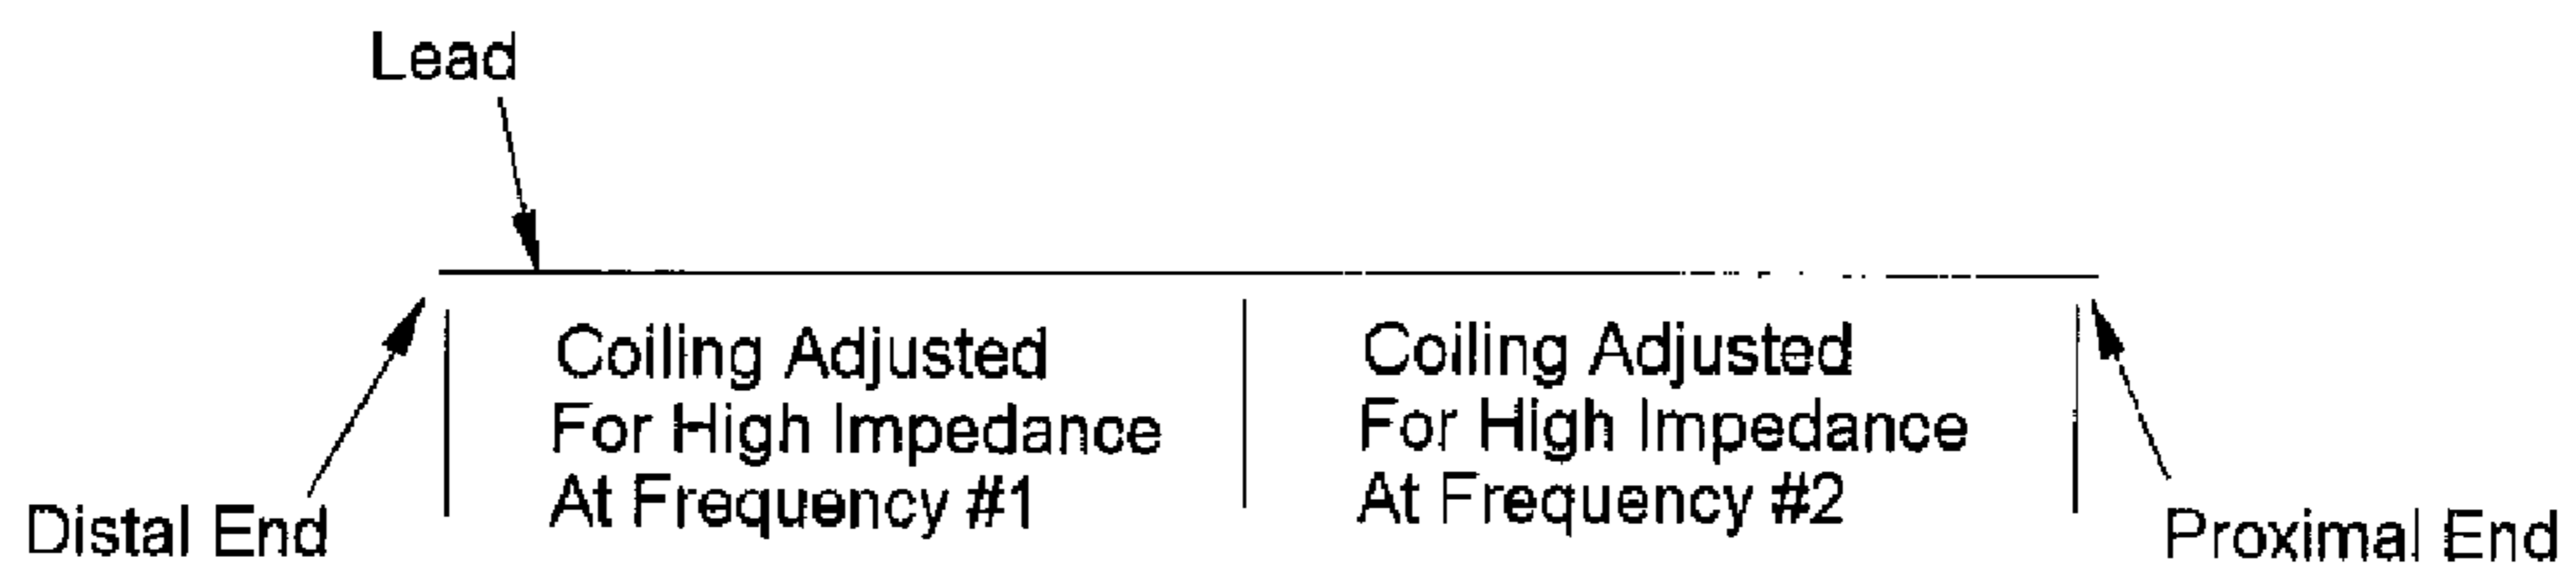 Lead
Coiling Adjusted
For High Impedance
At Frequency #1
Coiling Adjusted
For High Impedance
At Frequency #2
Distal End
Proximal End